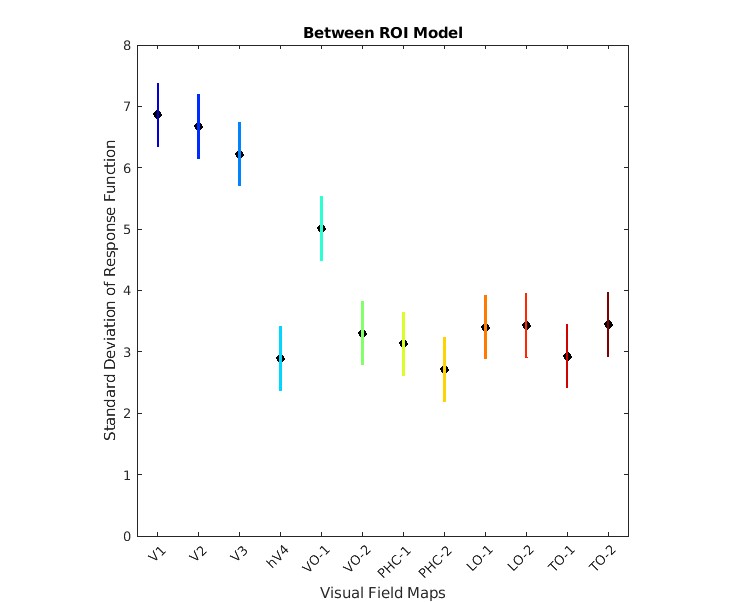 Between ROI Model
Standard Deviation of Response Function
8
7
6
5
4
3
2
1
0
V1
V2
V3
hV4
VO-1
VO-2
PHC-1
PHC-2
LO-1
LO-2
TO-1
TO-2
Visual Field Maps